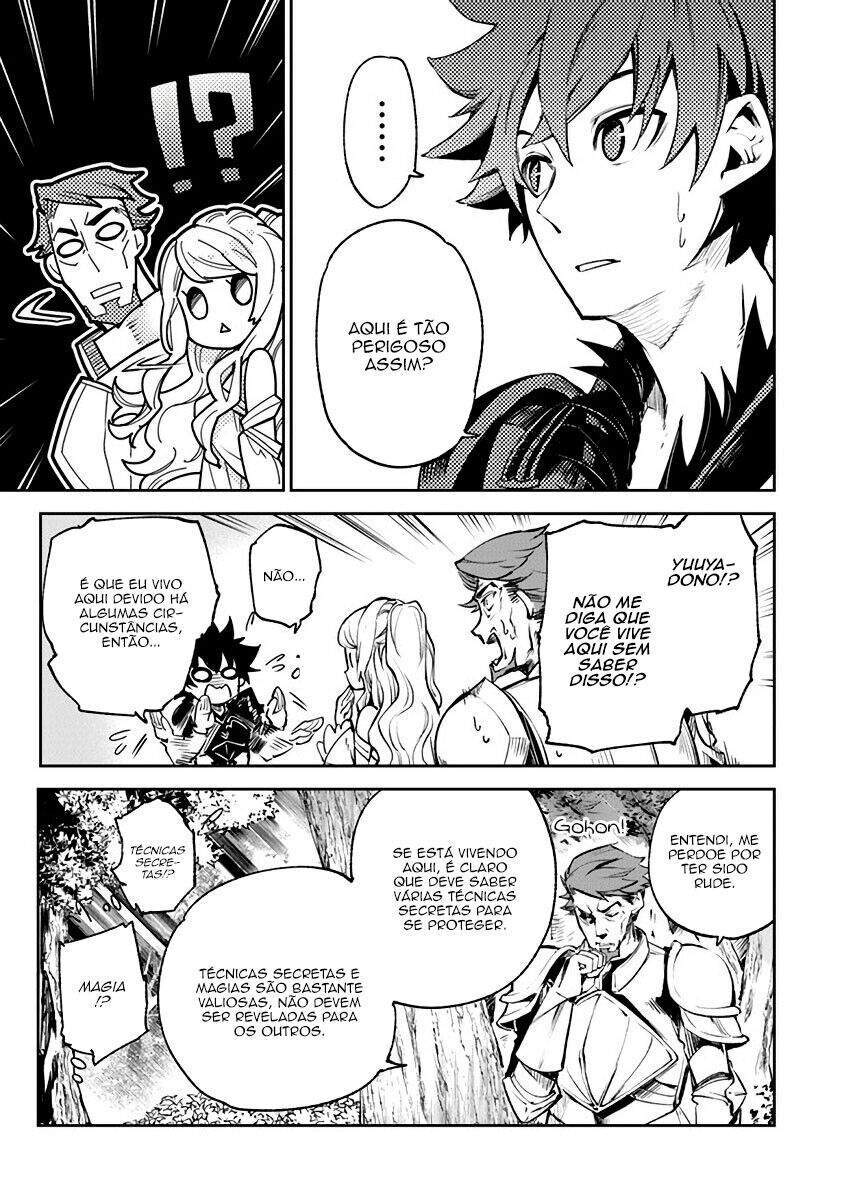 ......
AQUI É TÃO
PERIGOSO
ASSIM?
!?
YUUYA-
DONO!?
NÃO ME
DIGA QUE
VOCÊ VIVE
AQUI SEM
SABER
DISSO!?
NÃO...
É QUE EU VIVO
AQUI DEVIDO HÁ
ALGUMAS CIR-
CUNSTÂNCIAS,
ENTÃO...
ENTENDI, ME
PERDOE POR
TER SIDO
RUDE.
Gohon!
SE ESTÁ VIVENDO
AQUI, É CLARO
QUE DEVE SABER
VÁRIAS TÉCNICAS
SECRETAS PARA
SE PROTEGER.
TÉCNICAS SECRETAS E
MAGIAS SÃO BASTANTE
VALIOSAS, NÃO DEVEM
SER REVELADAS PARA
OS OUTROS.
TÉCNICAS
SECRE-
TAS!?
MAGIA
!?